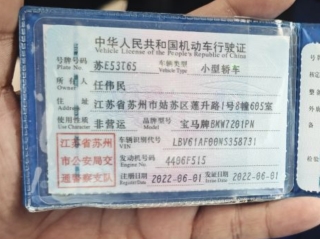 中华人民共和国机动车行驶证
Vehicle License of the People's Republic of China
号牌号码 苏E53T65 车辆类型 小型轿车
Plate No. Vehicle Type
所有人 任伟民
Owner
住址 江苏省苏州市姑苏区莲升路1号8幢605室
Address
使用性质 非营运 品牌型号 宝马牌BMW7201PN
Use Character Model
江苏省苏州市公安局交通警察支队
车辆识别代号 LBV61AF00NS358731
VIN
发动机号码 4406F515
Engine No.
注册日期 2022-06-01 发证日期 2022-06-01
Register Date Issue Date